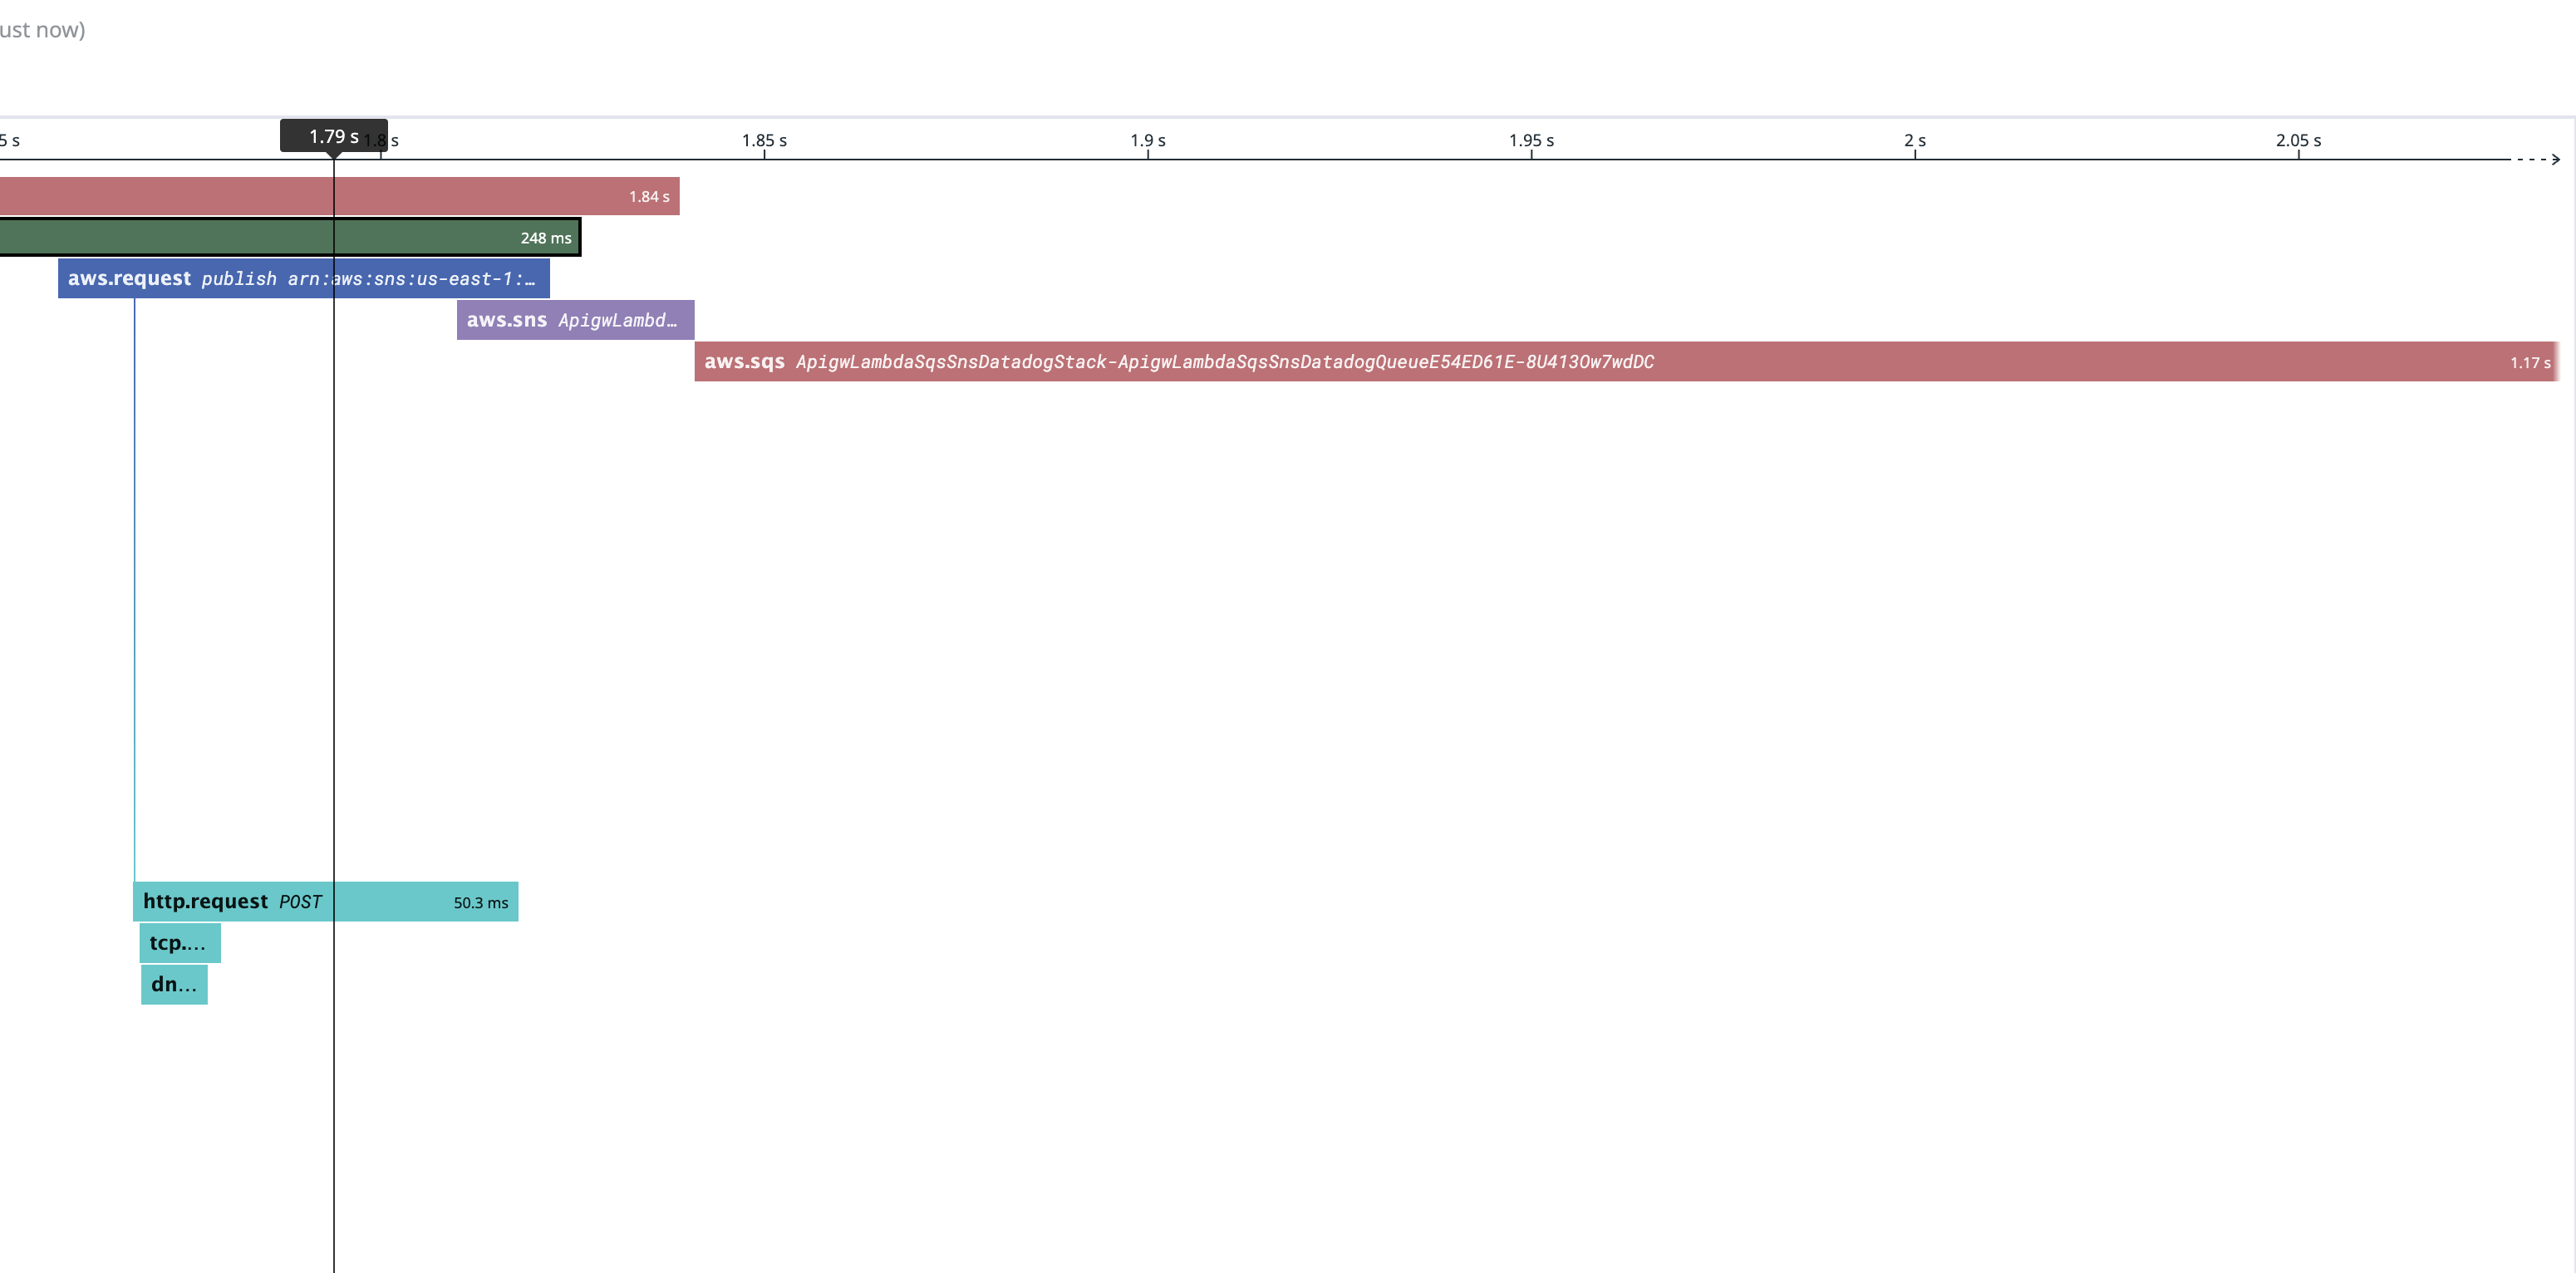 ust now)
5 s 1.79 s 1.8 s 1.85 s 1.9 s 1.95 s 2 s 2.05 s
1.84 s
248 ms
aws.request publish arn:aws:sns:us-east-1:…
aws.sns ApigwLambd…
aws.sqs ApigwLambdaSqsSnsDatadogStack-ApigwLambdaSqsSnsDatadogQueueE54ED61E-8U413Ow7wdDC 1.17 s
http.request POST 50.3 ms
tcp.…
dn…